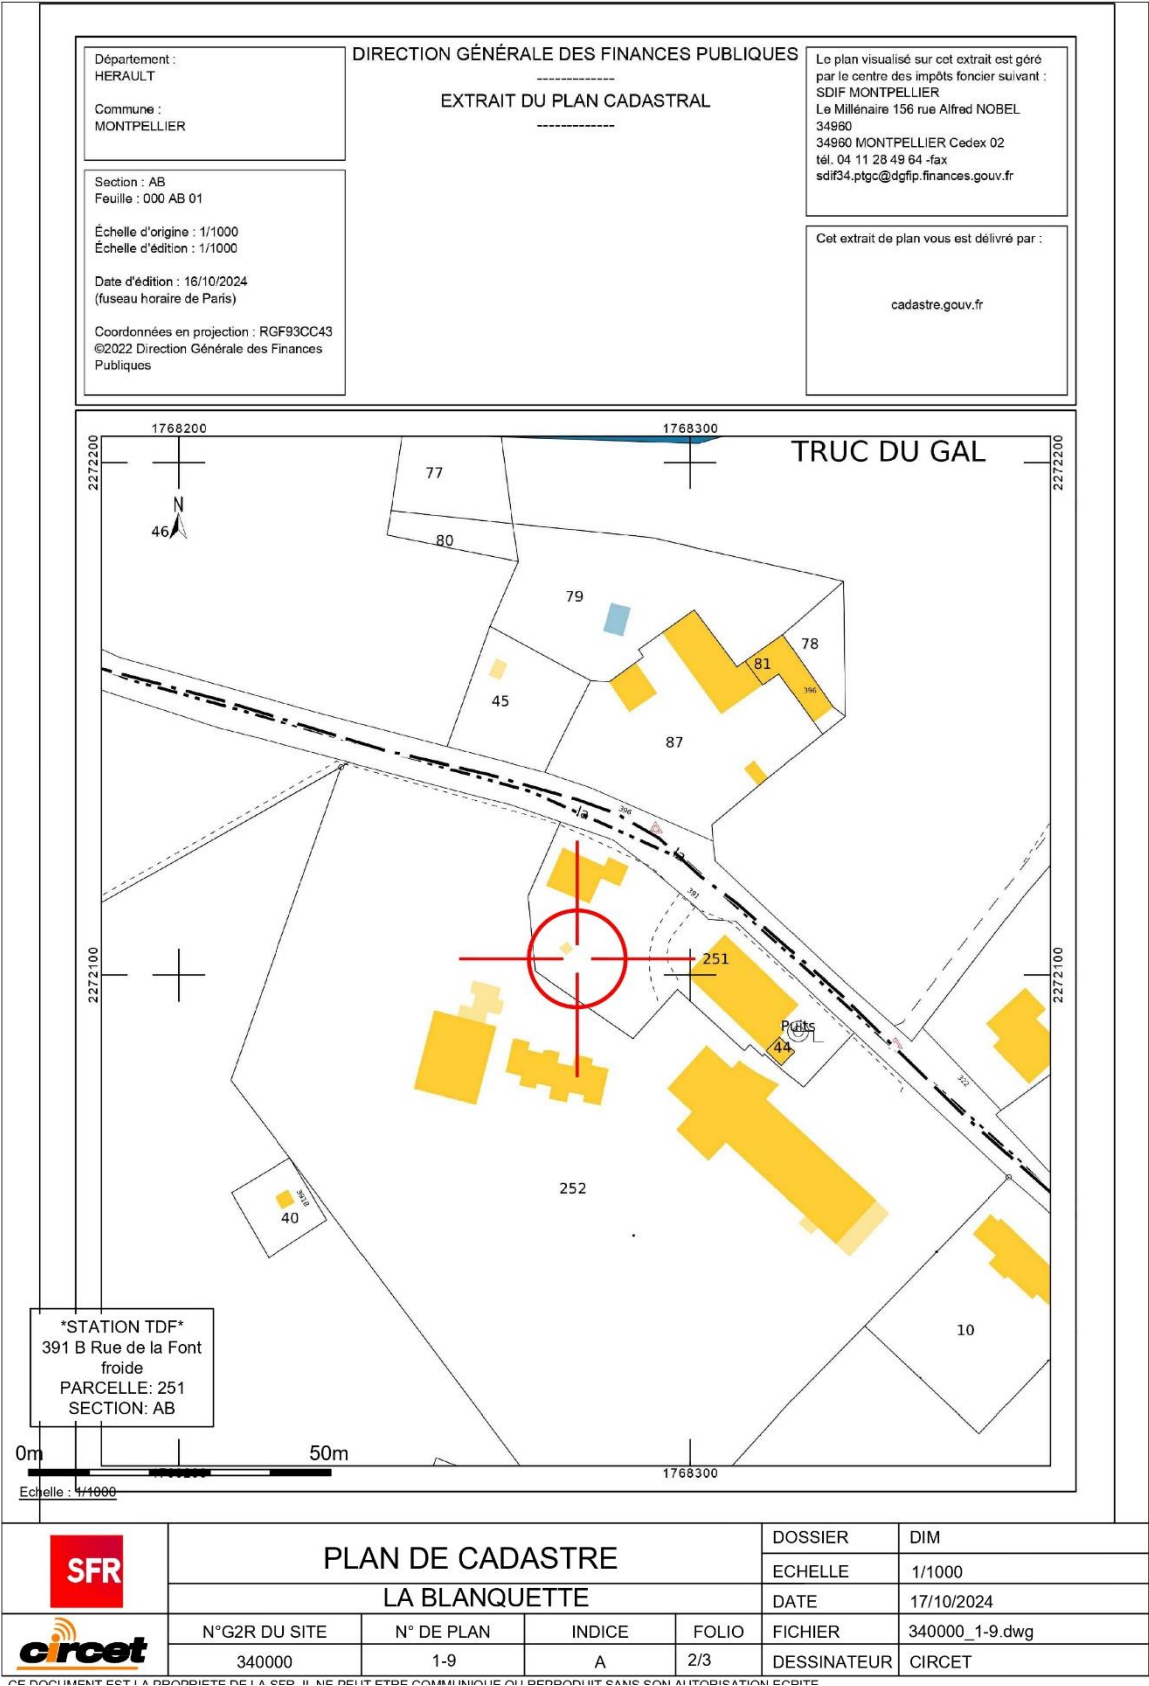 Département :
HERAULT
Commune :
MONTPELLIER
Section : AB
Feuille : 000 AB 01
Échelle d'origine : 1/1000
Échelle d'édition : 1/1000
Date d'édition : 16/10/2024
(fuseau horaire de Paris)
Coordonnées en projection : RGF93CC43
©2022 Direction Générale des Finances
Publiques
DIRECTION GÉNÉRALE DES FINANCES PUBLIQUES
-------------
EXTRAIT DU PLAN CADASTRAL
-------------
Le plan visualisé sur cet extrait est géré
par le centre des impôts foncier suivant :
SDIF MONTPELLIER
Le Millénaire 156 rue Alfred NOBEL
34960
34960 MONTPELLIER Cedex 02
tél. 04 11 28 49 64 -fax
sdif34.ptgc@dgfip.finances.gouv.fr
Cet extrait de plan vous est délivré par :
cadastre.gouv.fr
1768200
1768300
2272200
2272200
TRUC DU GAL
77
N
46
80
79
78
81
396
45
87
396
la
la
391
251
2272100
2272100
Puits
44
322
252
391B
40
10
*STATION TDF*
391 B Rue de la Font
froide
PARCELLE: 251
SECTION: AB
0m
50m
1768200
1768300
Echelle : 1/1000
SFR
circet
PLAN DE CADASTRE
LA BLANQUETTE
N°G2R DU SITE
N° DE PLAN
INDICE
FOLIO
340000
1-9
A
2/3
DOSSIER
DIM
ECHELLE
1/1000
DATE
17/10/2024
FICHIER
340000_1-9.dwg
DESSINATEUR
CIRCET
CE DOCUMENT EST LA PROPRIETE DE LA SFR. IL NE PEUT ETRE COMMUNIQUE OU REPRODUIT SANS SON AUTORISATION ECRITE